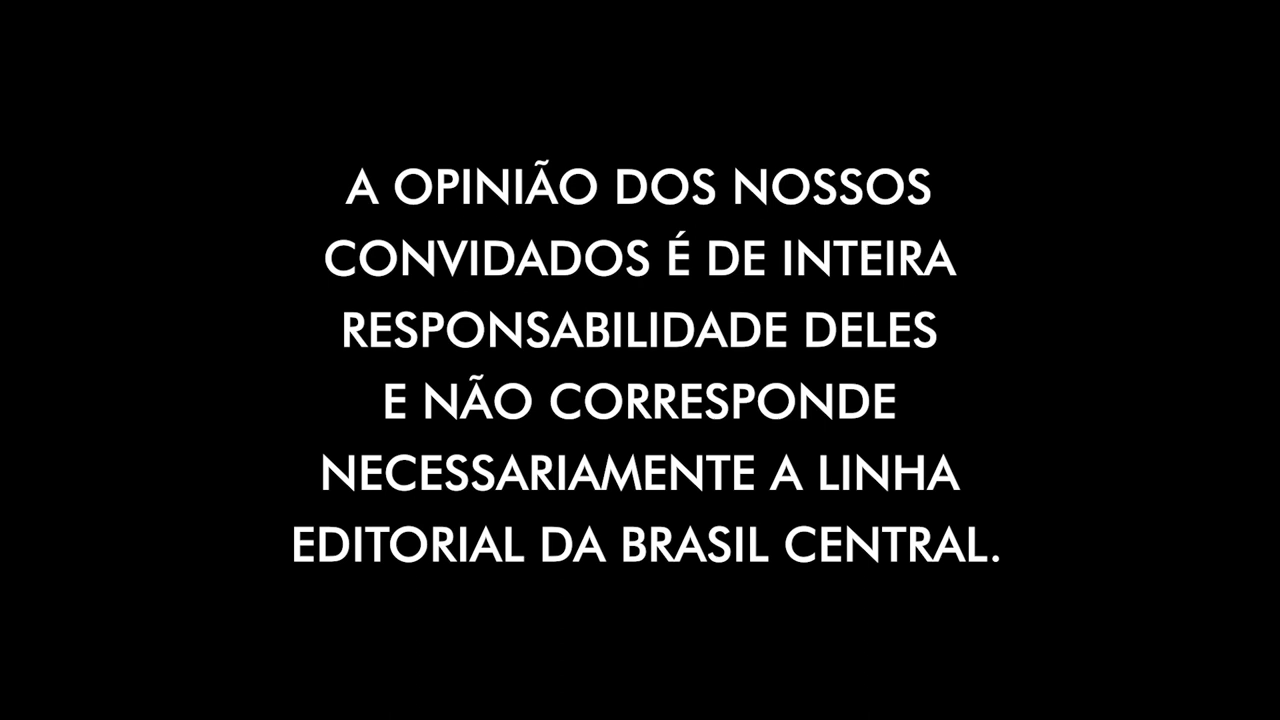 A OPINIÃO DOS NOSSOS
CONVIDADOS É DE INTEIRA
RESPONSABILIDADE DELES
E NÃO CORRESPONDE
NECESSARIAMENTE A LINHA
EDITORIAL DA BRASIL CENTRAL.